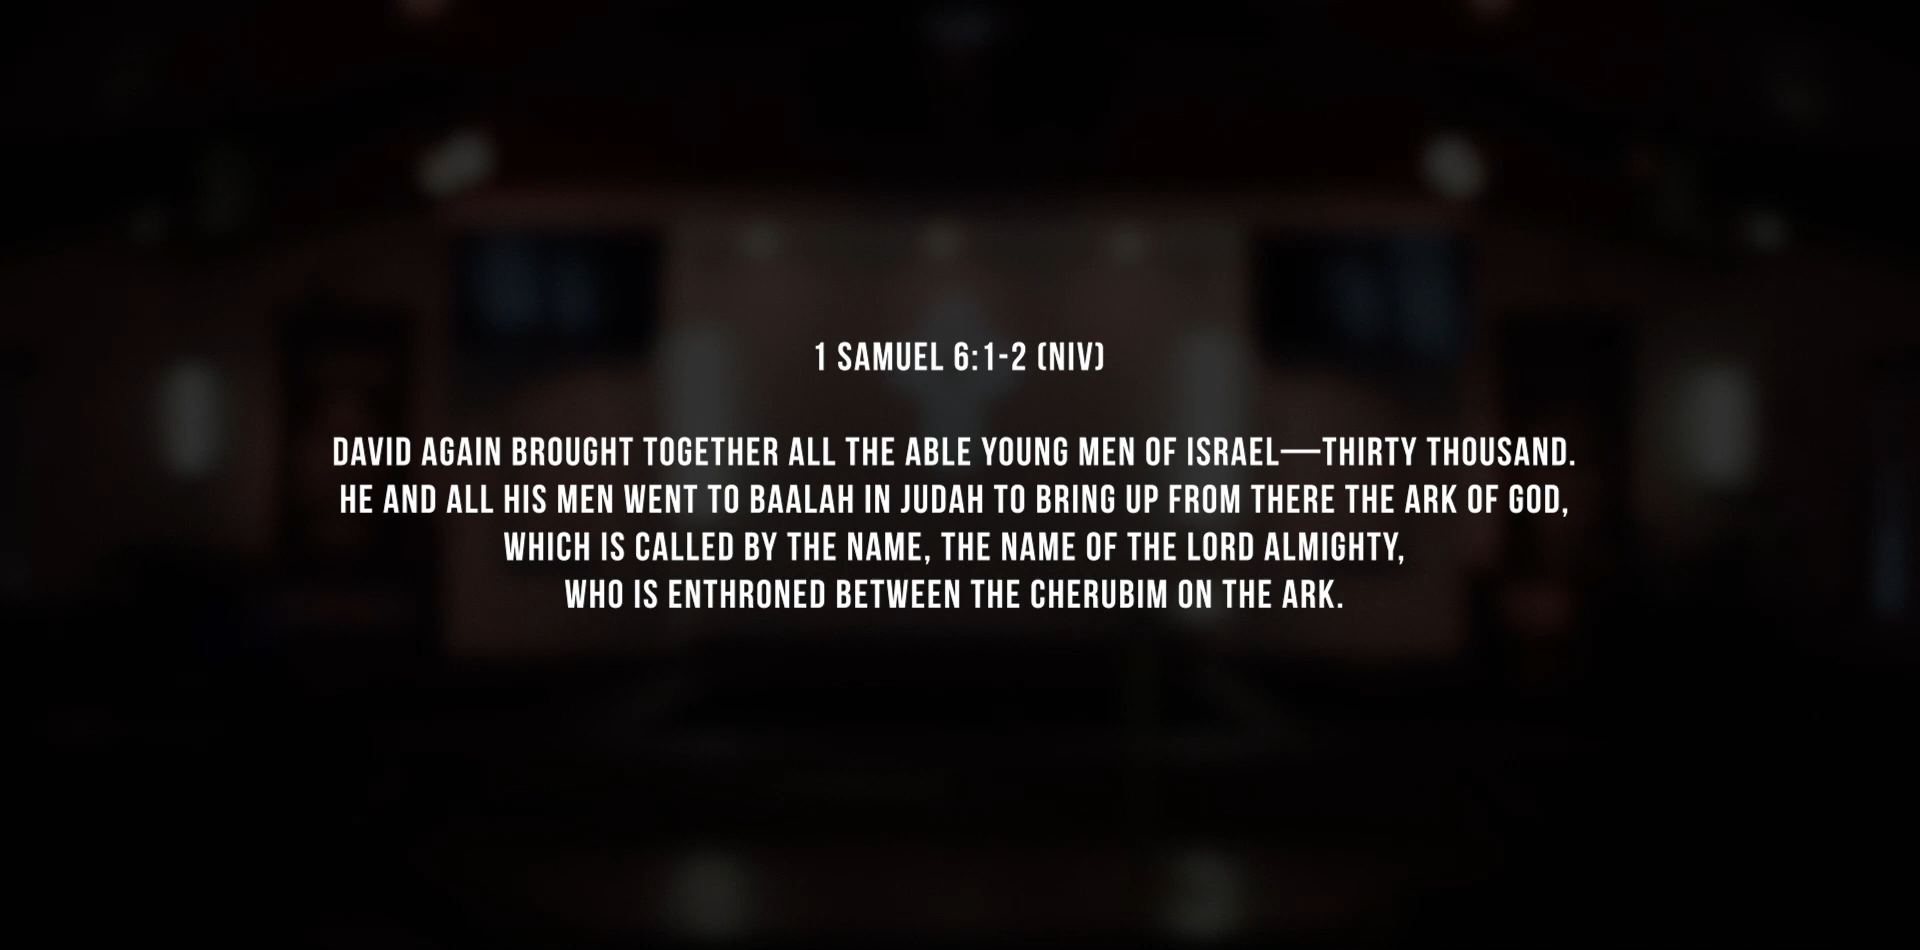 1 SAMUEL 6:1-2 (NIV)
DAVID AGAIN BROUGHT TOGETHER ALL THE ABLE YOUNG MEN OF ISRAEL—THIRTY THOUSAND.
HE AND ALL HIS MEN WENT TO BAALAH IN JUDAH TO BRING UP FROM THERE THE ARK OF GOD,
WHICH IS CALLED BY THE NAME, THE NAME OF THE LORD ALMIGHTY,
WHO IS ENTHRONED BETWEEN THE CHERUBIM ON THE ARK.